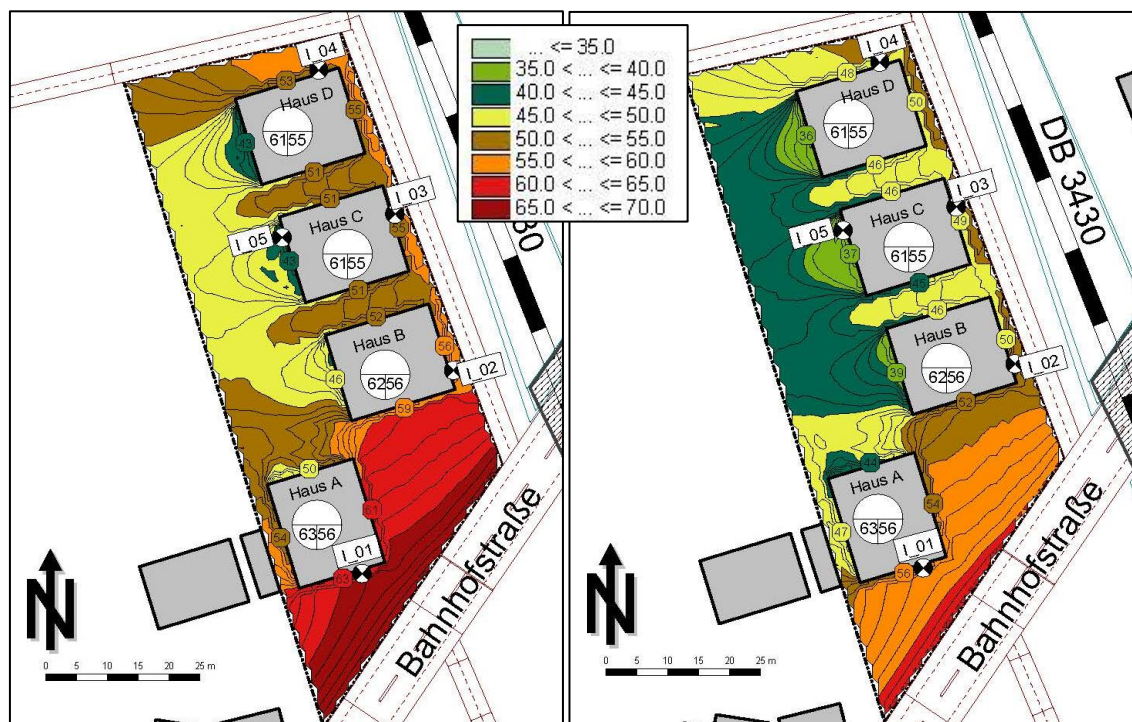 I_04
53
Haus D
55
61 55
43
51
51
I_03
Haus C
I_05
55
61 55
43
51
52
Haus B
56
I_02
46
62 56
59
50
Haus A
61
54
63 56
I_01
63
Bahnhofstraße
3430
N
0 5 10 15 20 25 m
... <= 35.0
35.0 < ... <= 40.0
40.0 < ... <= 45.0
45.0 < ... <= 50.0
50.0 < ... <= 55.0
55.0 < ... <= 60.0
60.0 < ... <= 65.0
65.0 < ... <= 70.0
I_04
48
Haus D
50
61 55
36
46
46
I_03
Haus C
I_05
49
61 55
37
45
46
Haus B
50
I_02
39
62 56
52
44
Haus A
54
47
63 56
I_01
56
Bahnhofstraße
DB 3430
N
0 5 10 15 20 25 m